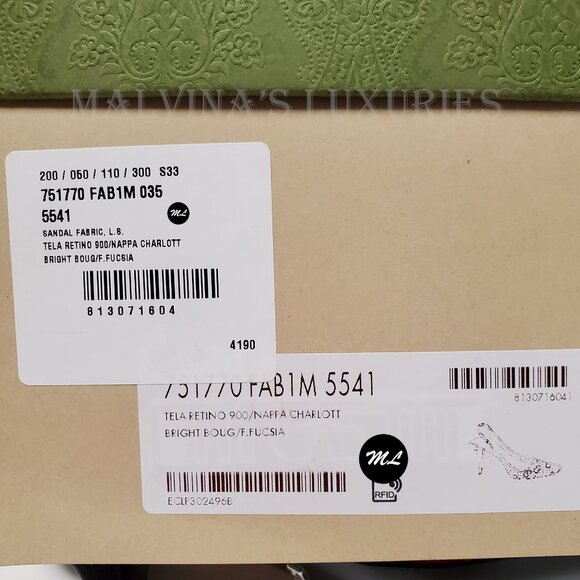 MALVINA'S LUXURIES
200 / 050 / 110 / 300 S33
751770 FAB1M 035
5541
ML
SANDAL FABRIC, L.S.
TELA RETINO 900/NAPPA CHARLOTT
BRIGHT BOUG/F.FUCSIA
813071604
4190
751770 FAB1M 5541
8130716041
TELA RETINO 900/NAPPA CHARLOTT
BRIGHT BOUG/F.FUCSIA
ML
RFID
ECLP302496B